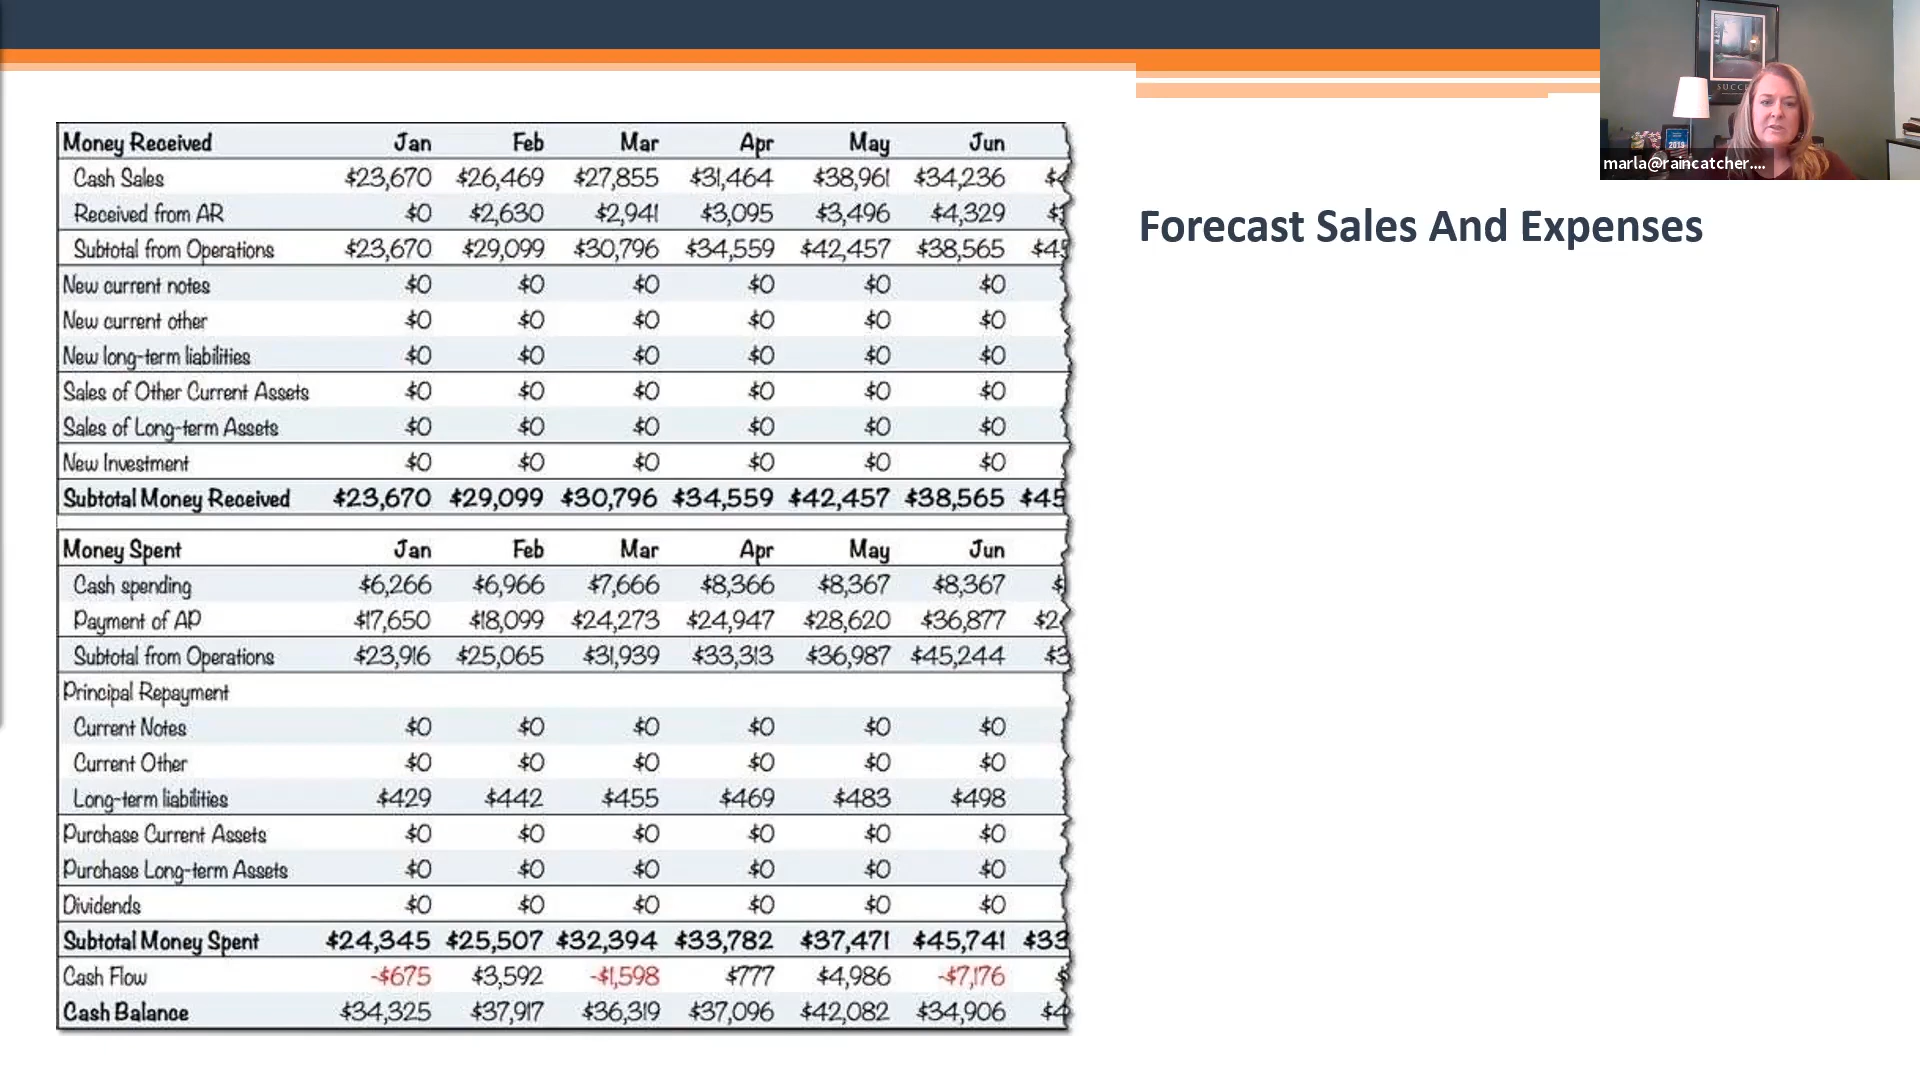 SUCCE
2019
marla@raincatcher....
Forecast Sales And Expenses
Money Received Jan Feb Mar Apr May Jun
Cash Sales $23,670 $26,469 $27,855 $31,464 $38,961 $34,236
Received from AR $0 $2,630 $2,941 $3,095 $3,496 $4,329
Subtotal from Operations $23,670 $29,099 $30,796 $34,559 $42,457 $38,565 $45
New current notes $0 $0 $0 $0 $0 $0
New current other $0 $0 $0 $0 $0 $0
New long-term liabilities $0 $0 $0 $0 $0 $0
Sales of Other Current Assets $0 $0 $0 $0 $0 $0
Sales of Long-term Assets $0 $0 $0 $0 $0 $0
New Investment $0 $0 $0 $0 $0 $0
Subtotal Money Received $23,670 $29,099 $30,796 $34,559 $42,457 $38,565 $45
Money Spent Jan Feb Mar Apr May Jun
Cash spending $6,266 $6,966 $7,666 $8,366 $8,367 $8,367 $
Payment of AP $17,650 $18,099 $24,273 $24,947 $28,620 $36,877 $2
Subtotal from Operations $23,916 $25,065 $31,939 $33,313 $36,987 $45,244 $3
Principal Repayment
Current Notes $0 $0 $0 $0 $0 $0
Current Other $0 $0 $0 $0 $0 $0
Long-term liabilities $429 $442 $455 $469 $483 $498
Purchase Current Assets $0 $0 $0 $0 $0 $0
Purchase Long-term Assets $0 $0 $0 $0 $0 $0
Dividends $0 $0 $0 $0 $0 $0
Subtotal Money Spent $24,345 $25,507 $32,394 $33,782 $37,471 $45,741 $33
Cash Flow -$675 $3,592 -$1,598 $777 $4,986 -$7,176 $
Cash Balance $34,325 $37,917 $36,319 $37,096 $42,082 $34,906 $4